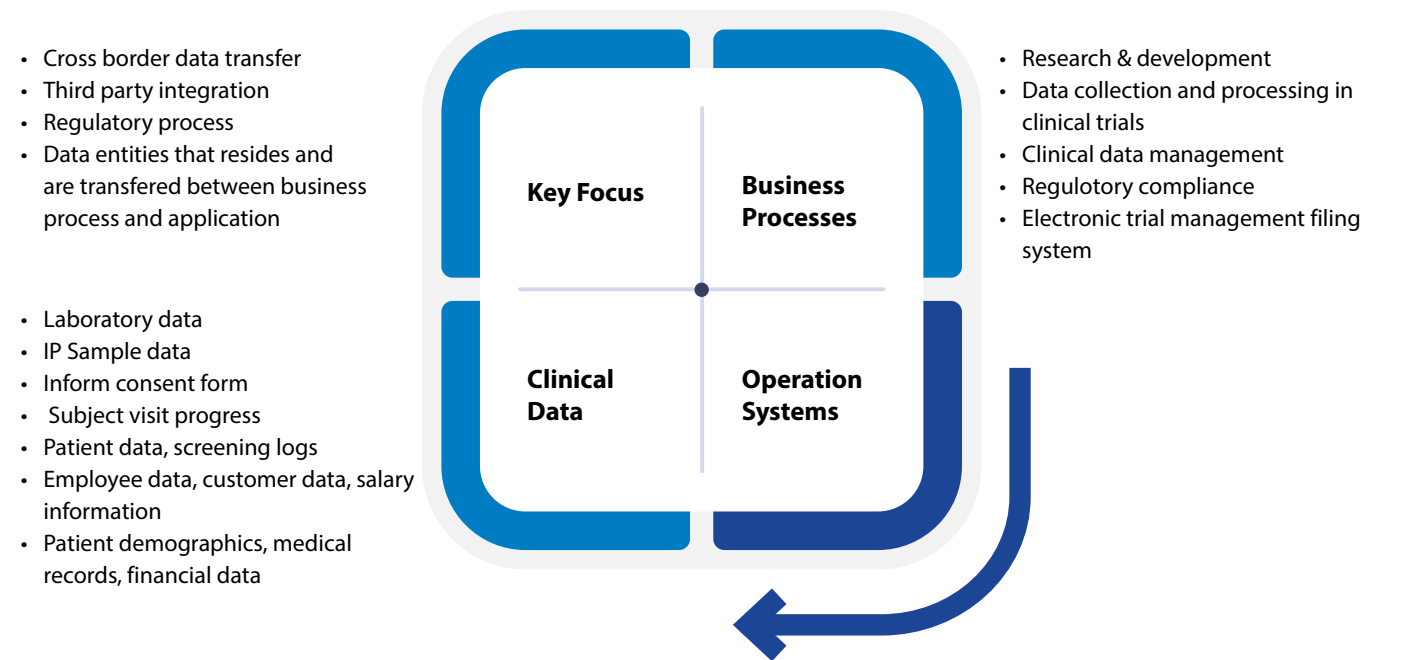 • Cross border data transfer
• Third party integration
• Regulatory process
• Data entities that resides and
are transfered between business
process and application
Key Focus
Business
Processes
• Research & development
• Data collection and processing in
clinical trials
• Clinical data management
• Regulotory compliance
• Electronic trial management filing
system
• Laboratory data
• IP Sample data
• Inform consent form
• Subject visit progress
• Patient data, screening logs
• Employee data, customer data, salary
information
• Patient demographics, medical
records, financial data
Clinical
Data
Operation
Systems